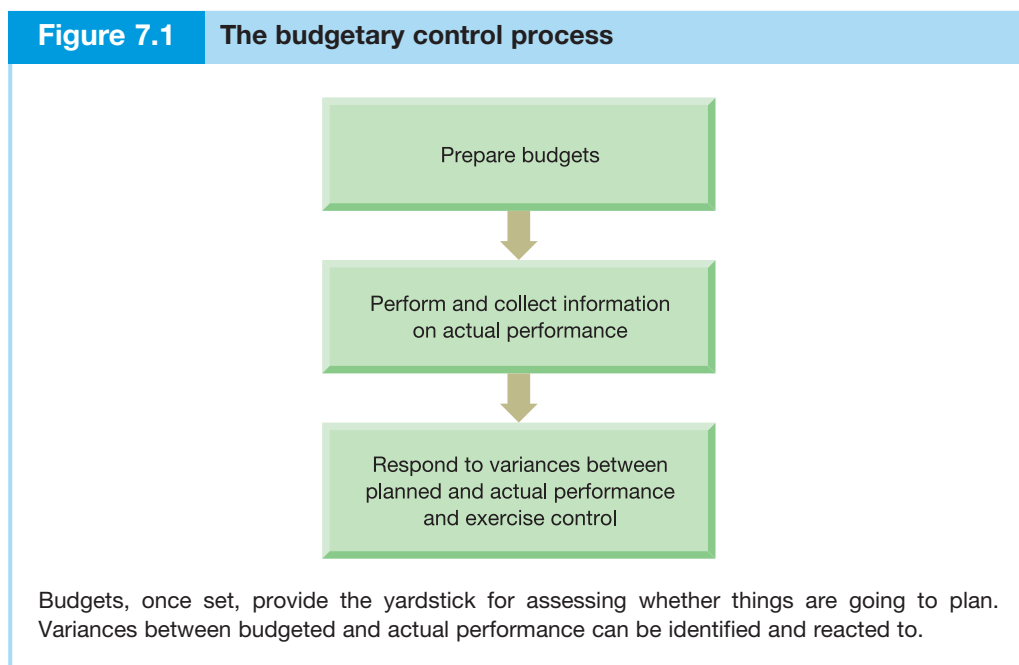 Figure 7.1 The budgetary control process
Prepare budgets
Perform and collect information
on actual performance
Respond to variances between
planned and actual performance
and exercise control
Budgets, once set, provide the yardstick for assessing whether things are going to plan.
Variances between budgeted and actual performance can be identified and reacted to.